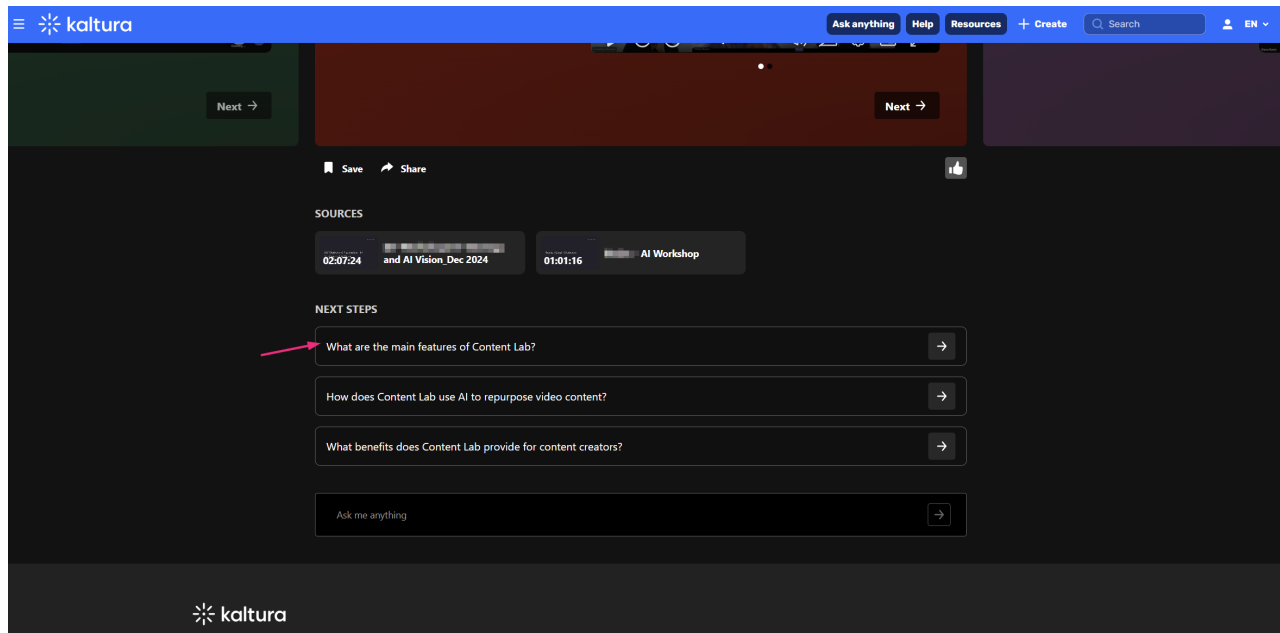 kaltura
Ask anything
Help
Resources
Create
Search
EN
Next
Next
Save
Share
SOURCES
02:07:24
and AI Vision_Dec 2024
01:01:16
AI Workshop
NEXT STEPS
What are the main features of Content Lab?
How does Content Lab use AI to repurpose video content?
What benefits does Content Lab provide for content creators?
Ask me anything
kaltura